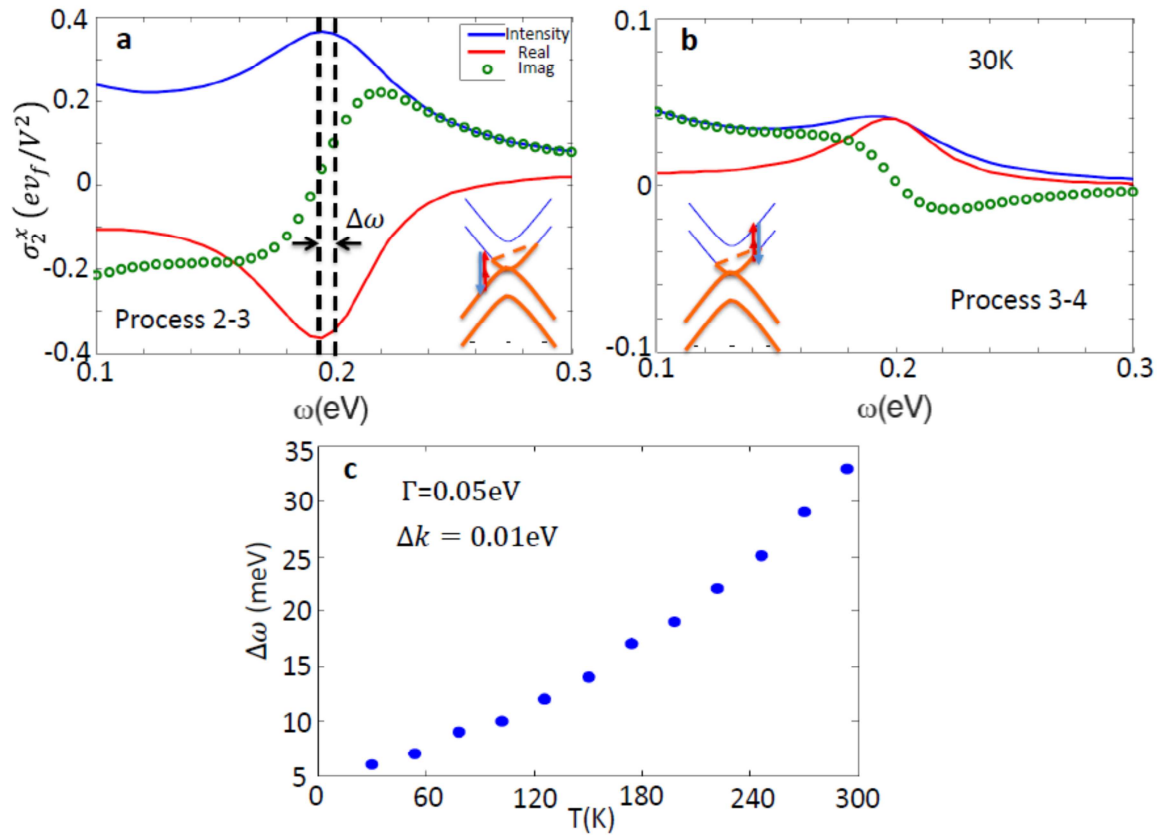 a
Intensity
Real
Imag
0.4
0.2
0
-0.2
-0.4
σ₂ˣ (ev_f/V²)
Δω
Process 2-3
0.1
0.2
0.3
ω(eV)
b
30K
0.1
0
-0.1
Process 3-4
0.1
0.2
0.3
ω(eV)
c
Γ=0.05eV
Δk = 0.01eV
35
30
25
20
15
10
5
Δω (meV)
0
60
120
180
240
300
T(K)